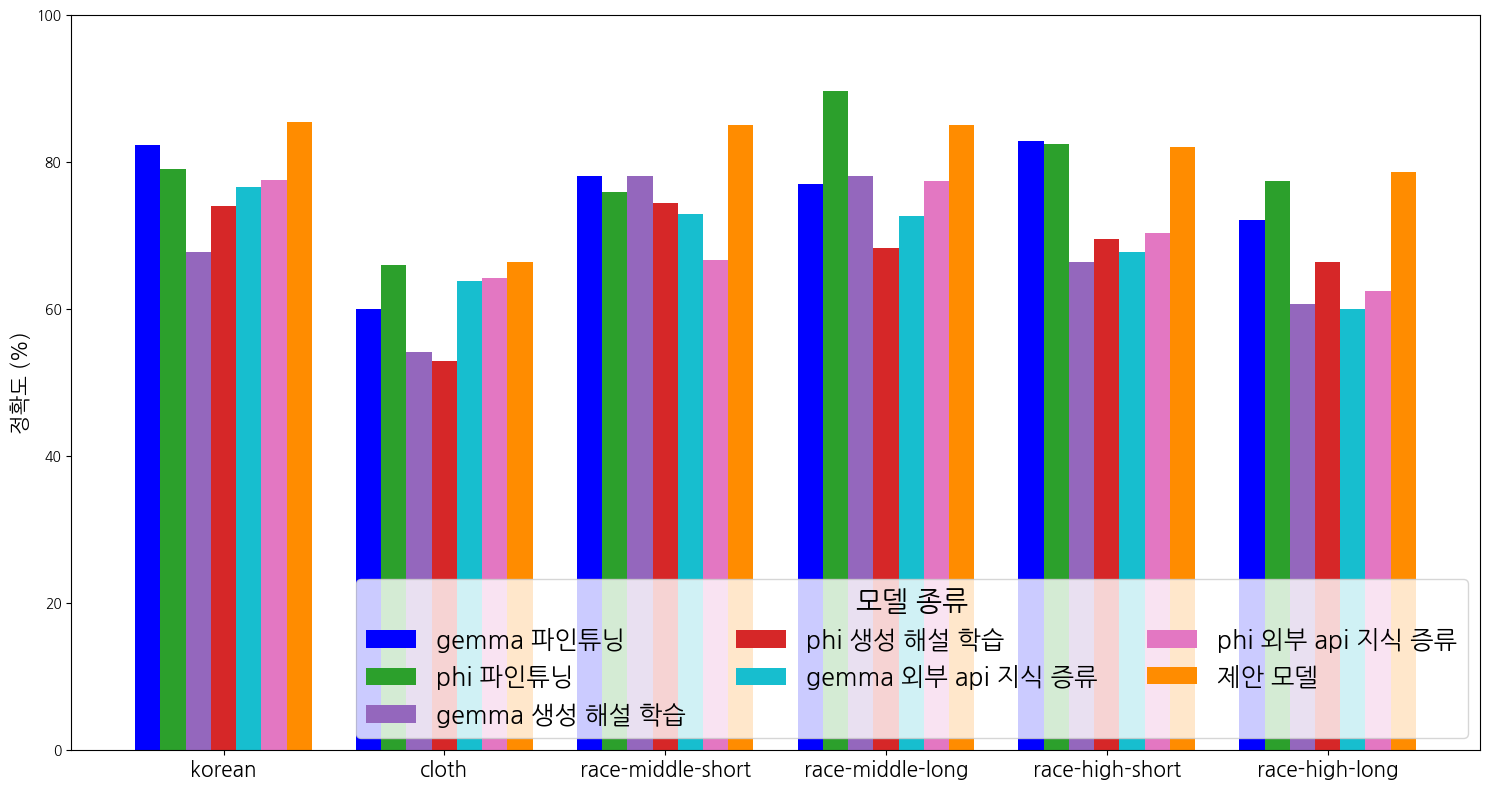 100
80
60
40
20
0
정확도 (%)
모델 종류
gemma 파인튜닝
phi 파인튜닝
gemma 생성 해설 학습
phi 생성 해설 학습
gemma 외부 api 지식 증류
phi 외부 api 지식 증류
제안 모델
korean
cloth
race-middle-short
race-middle-long
race-high-short
race-high-long